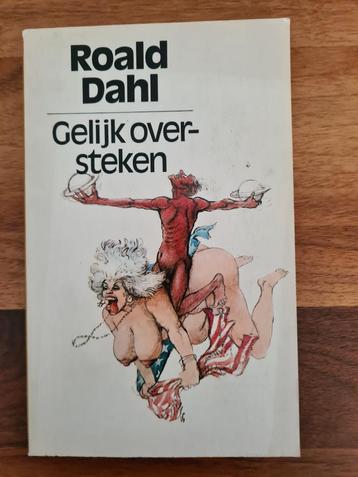 Roald
Dahl
Gelijk over-
steken